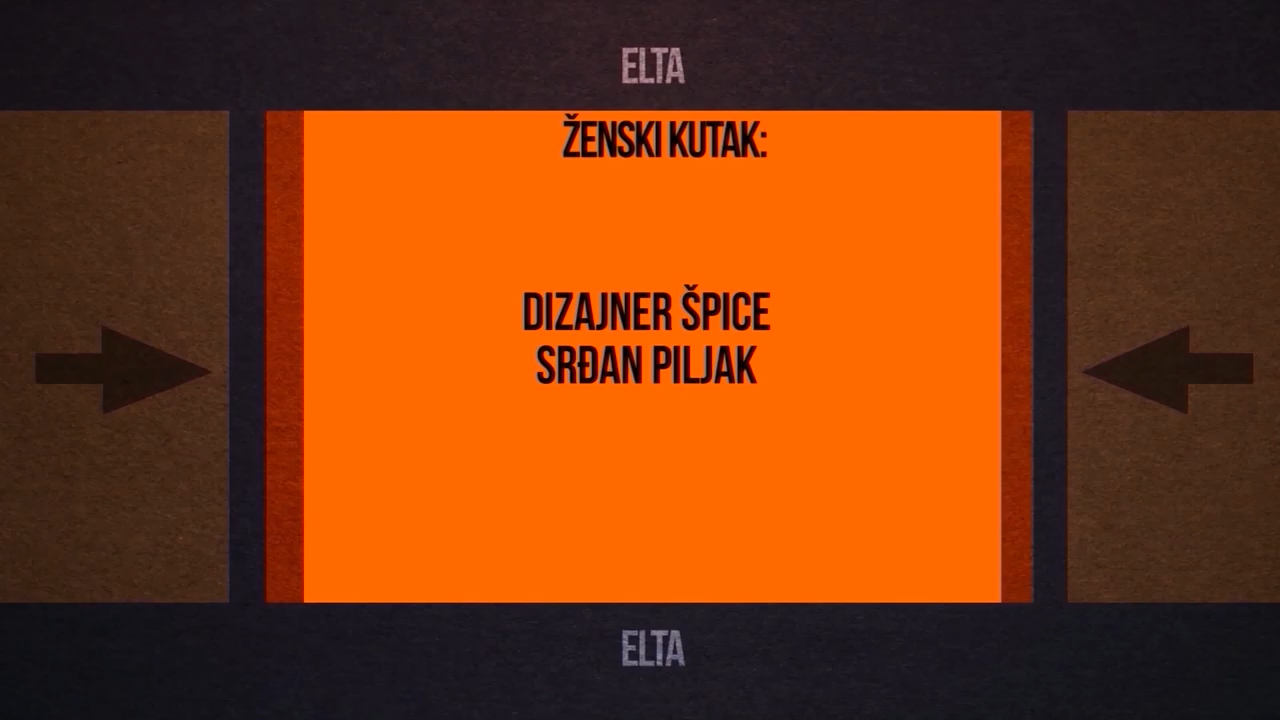 ELTA
ŽENSKI KUTAK:
DIZAJNER ŠPICE
SRĐAN PILJAK
ELTA